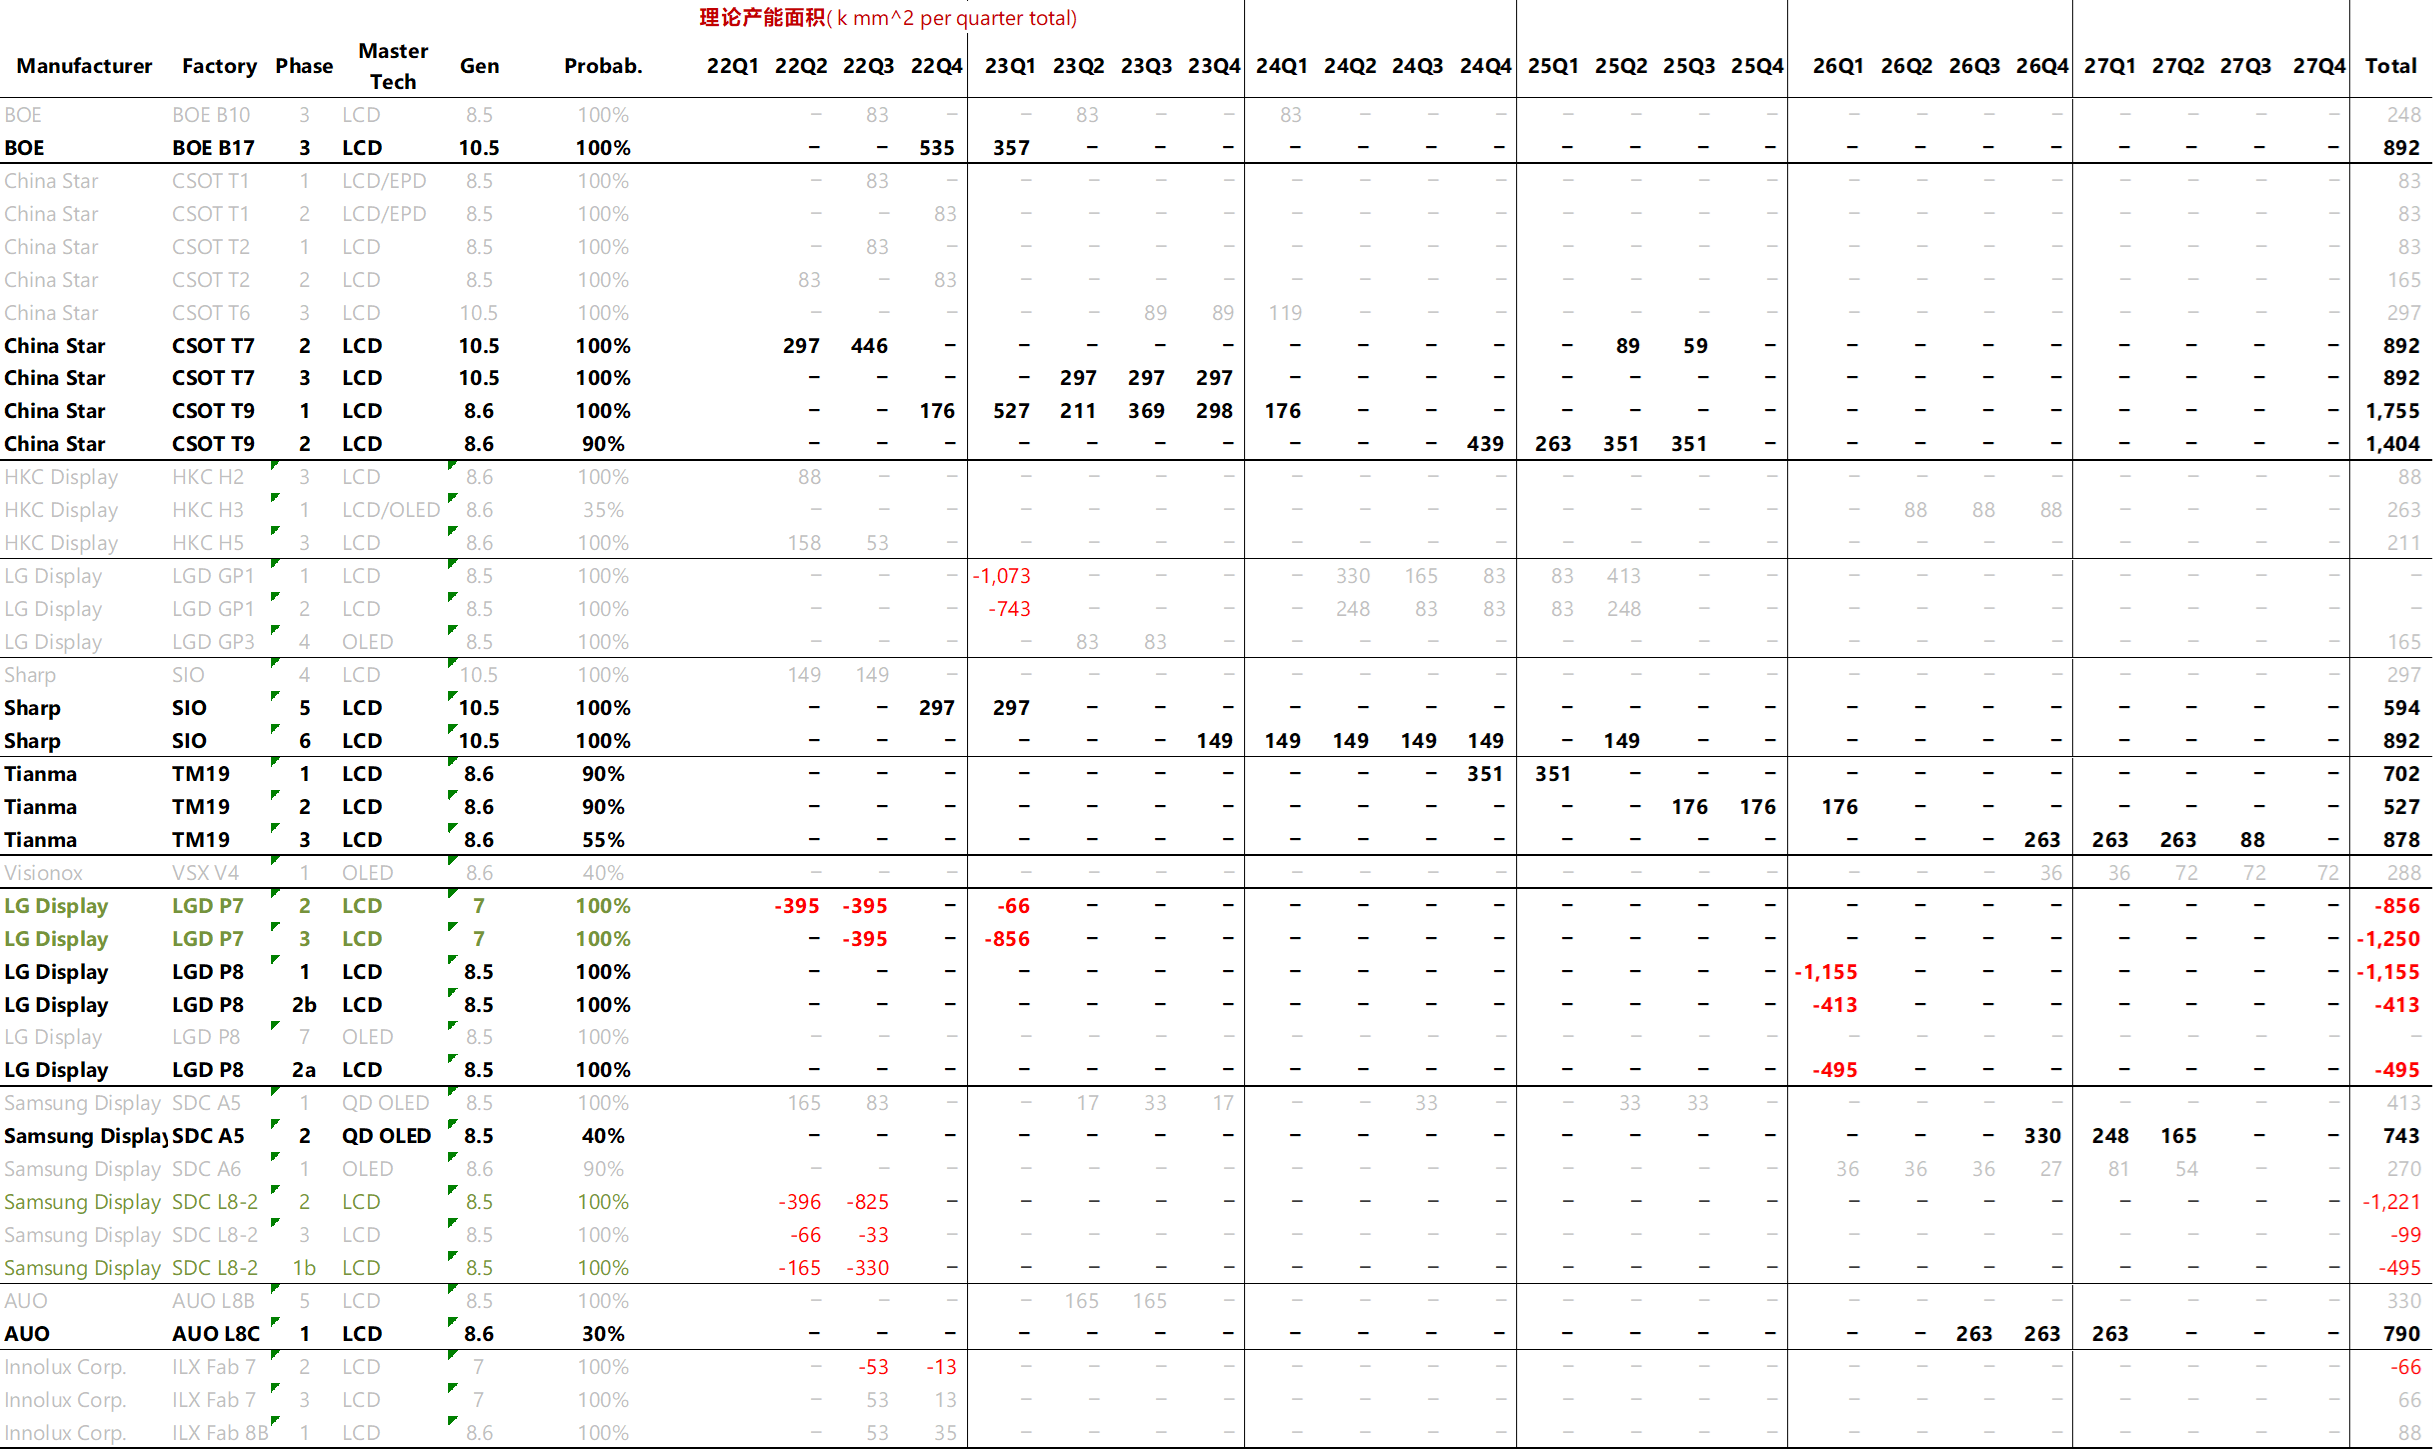 理论产能面积( k mm^2 per quarter total)
Manufacturer Factory Phase Master Tech Gen Probab. 22Q1 22Q2 22Q3 22Q4 23Q1 23Q2 23Q3 23Q4 24Q1 24Q2 24Q3 24Q4 25Q1 25Q2 25Q3 25Q4 26Q1 26Q2 26Q3 26Q4 27Q1 27Q2 27Q3 27Q4 Total
BOE BOE B10 3 LCD 8.5 100% – 83 – – 83 – – 83 – – – – – – – – – – – – – – – 248
BOE BOE B17 3 LCD 10.5 100% – – 535 357 – – – – – – – – – – – – – – – – – – – 892
China Star CSOT T1 1 LCD/EPD 8.5 100% – 83 – – – – – – – – – – – – – – – – – – – – 83
China Star CSOT T1 2 LCD/EPD 8.5 100% – – 83 – – – – – – – – – – – – – – – – – – – – 83
China Star CSOT T2 1 LCD 8.5 100% – 83 – – – – – – – – – – – – – – – – – – – – – 83
China Star CSOT T2 2 LCD 8.5 100% 83 – 83 – – – – – – – – – – – – – – – – – – – – 165
China Star CSOT T6 3 LCD 10.5 100% – – – – – 89 89 119 – – – – – – – – – – – – – – – 297
China Star CSOT T7 2 LCD 10.5 100% 297 446 – – – – – – – – – – 89 59 – – – – – – – – – 892
China Star CSOT T7 3 LCD 10.5 100% – – – – 297 297 297 – – – – – – – – – – – – – – – – 892
China Star CSOT T9 1 LCD 8.6 100% – – 176 527 211 369 298 176 – – – – – – – – – – – – – – – 1,755
China Star CSOT T9 2 LCD 8.6 90% – – – – – – – – – – 439 263 351 351 – – – – – – – – – 1,404
HKC Display HKC H2 3 LCD 8.6 100% 88 – – – – – – – – – – – – – – – – – – – – – – 88
HKC Display HKC H3 1 LCD/OLED 8.6 35% – – – – – – – – – – – – – – – – 88 88 88 – – – – 263
HKC Display HKC H5 3 LCD 8.6 100% 158 53 – – – – – – – – – – – – – – – – – – – – – 211
LG Display LGD GP1 1 LCD 8.5 100% – – – -1,073 – – – – 330 165 83 83 413 – – – – – – – – – – –
LG Display LGD GP1 2 LCD 8.5 100% – – – -743 – – – – 248 83 83 83 248 – – – – – – – – – – –
LG Display LGD GP3 4 OLED 8.5 100% – – – – 83 83 – – – – – – – – – – – – – – – – – 165
Sharp SIO 4 LCD 10.5 100% 149 149 – – – – – – – – – – – – – – – – – – – – – 297
Sharp SIO 5 LCD 10.5 100% – – 297 297 – – – – – – – – – – – – – – – – – – – 594
Sharp SIO 6 LCD 10.5 100% – – – – – – 149 149 149 149 149 – 149 – – – – – – – – – – 892
Tianma TM19 1 LCD 8.6 90% – – – – – – – – – – 351 351 – – – – – – – – – – – 702
Tianma TM19 2 LCD 8.6 90% – – – – – – – – – – – – – 176 176 176 – – – – – – – 527
Tianma TM19 3 LCD 8.6 55% – – – – – – – – – – – – – – – – – – 263 263 263 88 – 878
Visionox VSX V4 1 OLED 8.6 40% – – – – – – – – – – – – – – – – – – 36 36 72 72 72 288
LG Display LGD P7 2 LCD 7 100% -395 -395 – -66 – – – – – – – – – – – – – – – – – – – -856
LG Display LGD P7 3 LCD 7 100% – -395 – -856 – – – – – – – – – – – – – – – – – – – -1,250
LG Display LGD P8 1 LCD 8.5 100% – – – – – – – – – – – – – – – -1,155 – – – – – – – -1,155
LG Display LGD P8 2b LCD 8.5 100% – – – – – – – – – – – – – – – -413 – – – – – – – -413
LG Display LGD P8 7 OLED 8.5 100% – – – – – – – – – – – – – – – – – – – – – – – –
LG Display LGD P8 2a LCD 8.5 100% – – – – – – – – – – – – – – – -495 – – – – – – – -495
Samsung Display SDC A5 1 QD OLED 8.5 100% 165 83 – – 17 33 17 – – 33 – – 33 33 – – – – – – – – – 413
Samsung Display SDC A5 2 QD OLED 8.5 40% – – – – – – – – – – – – – – – – – – 330 248 165 – – 743
Samsung Display SDC A6 1 OLED 8.6 90% – – – – – – – – – – – – – – – 36 36 36 27 81 54 – – 270
Samsung Display SDC L8-2 2 LCD 8.5 100% -396 -825 – – – – – – – – – – – – – – – – – – – – – -1,221
Samsung Display SDC L8-2 3 LCD 8.5 100% -66 -33 – – – – – – – – – – – – – – – – – – – – – -99
Samsung Display SDC L8-2 1b LCD 8.5 100% -165 -330 – – – – – – – – – – – – – – – – – – – – – -495
AUO AUO L8B 5 LCD 8.5 100% – – – – 165 165 – – – – – – – – – – – – – – – – – 330
AUO AUO L8C 1 LCD 8.6 30% – – – – – – – – – – – – – – – – – 263 263 263 – – – 790
Innolux Corp. ILX Fab 7 2 LCD 7 100% – -53 -13 – – – – – – – – – – – – – – – – – – – – -66
Innolux Corp. ILX Fab 7 3 LCD 7 100% – 53 13 – – – – – – – – – – – – – – – – – – – – 66
Innolux Corp. ILX Fab 8B 1 LCD 8.6 100% – 53 35 – – – – – – – – – – – – – – – – – – – – 88